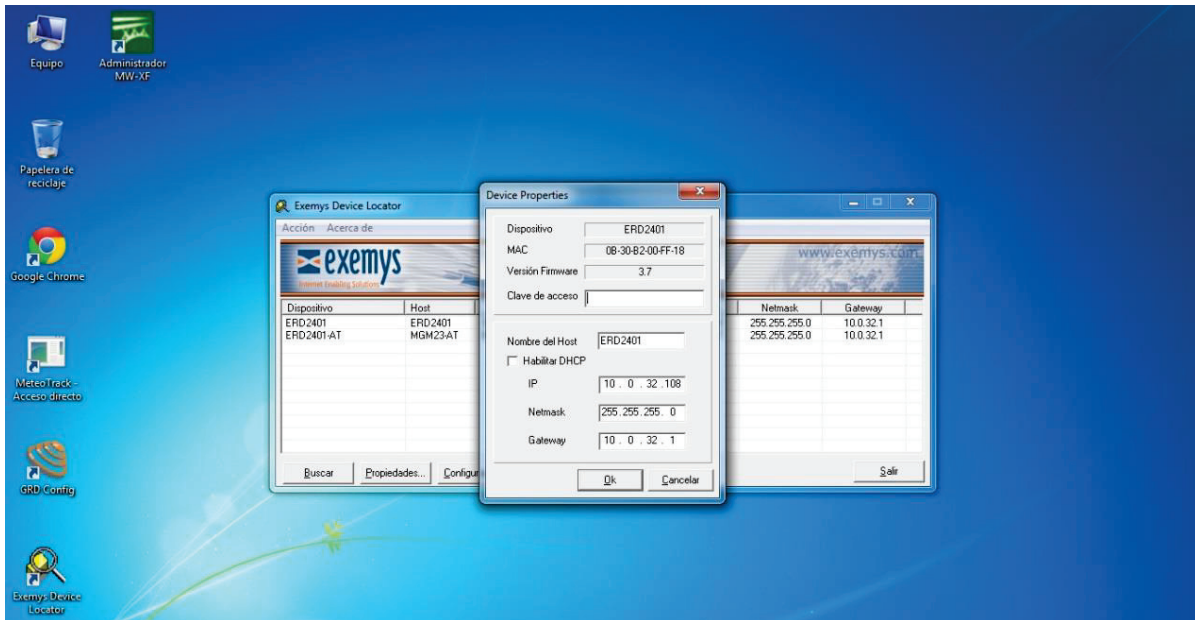 Equipo
Administrador
MW-XF
Papelera de
reciclaje
Google Chrome
MeteoTrack -
Acceso directo
GRD Config
Exemys Device
Locator
Exemys Device Locator
Acción Acerca de
exemys
Internet Enabling Solutions
www.exemys.com
Dispositivo Host Netmask Gateway
ERD2401 ERD2401 255.255.255.0 10.0.32.1
ERD2401-AT MGM23-AT 255.255.255.0 10.0.32.1
Buscar Propiedades... Configu Salir
Device Properties
Dispositivo ERD2401
MAC 0B-30-B2-00-FF-18
Versión Firmware 3.7
Clave de acceso
Nombre del Host ERD2401
Habilitar DHCP
IP 10 . 0 . 32 .108
Netmask 255.255.255. 0
Gateway 10 . 0 . 32 . 1
Ok Cancelar